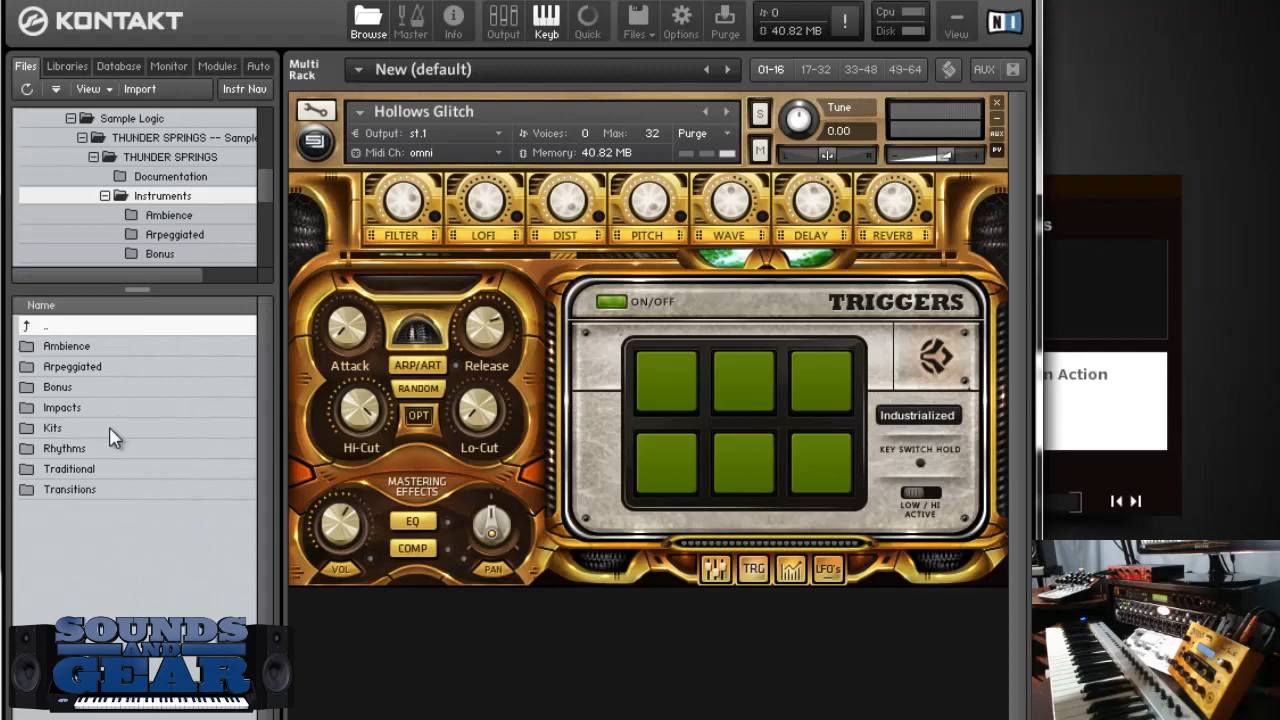 KONTAKT
Browse Master Info Output Keyb Quick Files Options Purge
0
40.82 MB
!
Cpu
Disk
View
NI
Files Libraries Database Monitor Modules Auto
View Import Instr Nav
Multi Rack
New (default)
01-16 17-32 33-48 49-64
AUX
Sample Logic
THUNDER SPRINGS -- Sample
THUNDER SPRINGS
Documentation
Instruments
Ambience
Arpeggiated
Bonus
Name
..
Ambience
Arpeggiated
Bonus
Impacts
Kits
Rhythms
Traditional
Transitions
Hollows Glitch
Output: st.1 Voices: 0 Max: 32 Purge
Midi Ch: omni Memory: 40.82 MB
S
M
Tune
0.00
L R
AUX
PV
FILTER LOFI DIST PITCH WAVE DELAY REVERB
Attack ARP/ART Release
RANDOM
OPT
Hi-Cut Lo-Cut
MASTERING
EFFECTS
EQ
COMP
VOL PAN
ON/OFF TRIGGERS
Industrialized
KEY SWITCH HOLD
LOW / HI
ACTIVE
TRG LFO's
s
n Action
SOUNDS
AND
GEAR